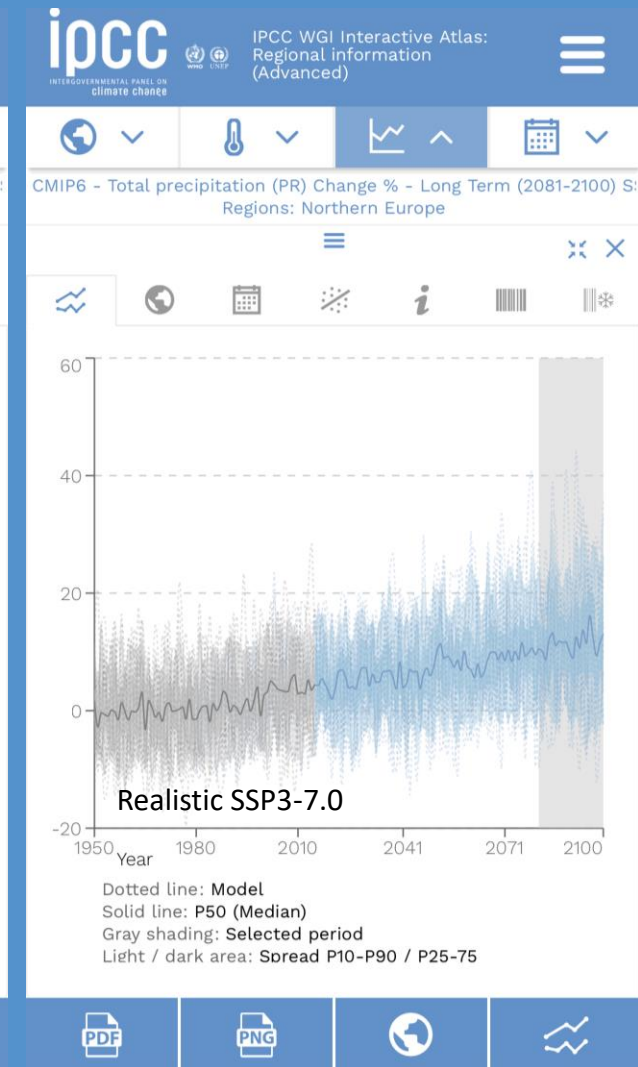 ipcc
INTERGOVERNMENTAL PANEL ON
climate change
WMO UNEP
IPCC WGI Interactive Atlas:
Regional information
(Advanced)
CMIP6 - Total precipitation (PR) Change % - Long Term (2081-2100) S
Regions: Northern Europe
i
60
40
20
0
-20
Realistic SSP3-7.0
1950 1980 2010 2041 2071 2100
Year
Dotted line: Model
Solid line: P50 (Median)
Gray shading: Selected period
Light / dark area: Spread P10-P90 / P25-75
PDF
PNG